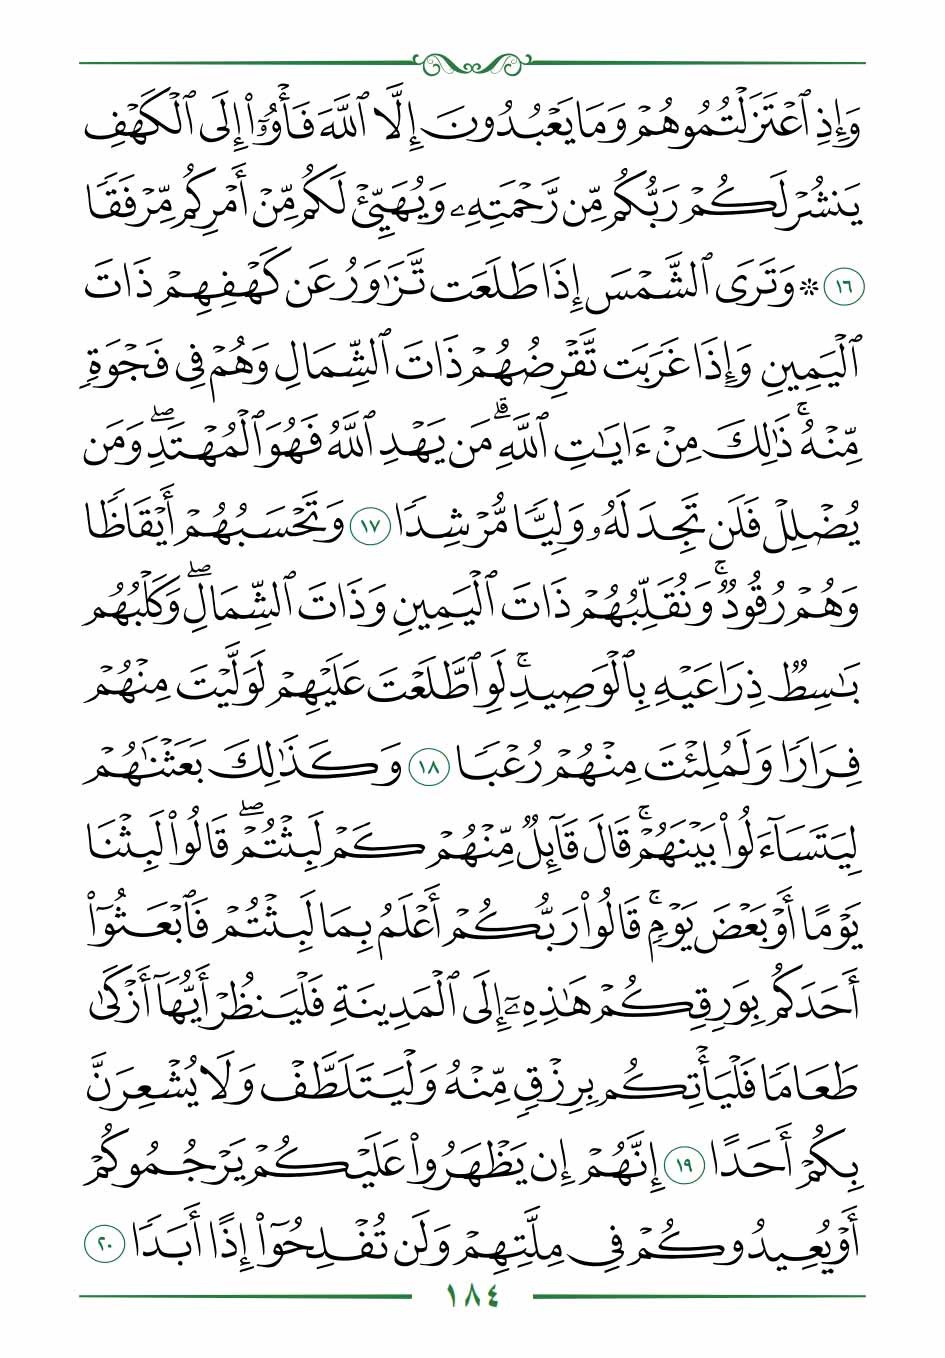 وَإِذِ ٱعۡتَزَلۡتُمُوهُمۡ وَمَا يَعۡبُدُونَ إِلَّا ٱللَّهَ فَأۡوُۥٓاْ إِلَى ٱلۡكَهۡفِ
يَنشُرۡ لَكُمۡ رَبُّكُم مِّن رَّحۡمَتِهِۦ وَيُهَيِّئۡ لَكُم مِّنۡ أَمۡرِكُم مِّرۡفَقٗا
١٦ ۞ وَتَرَى ٱلشَّمۡسَ إِذَا طَلَعَت تَّزَٰوَرُ عَن كَهۡفِهِمۡ ذَاتَ
ٱلۡيَمِينِ وَإِذَا غَرَبَت تَّقۡرِضُهُمۡ ذَاتَ ٱلشِّمَالِ وَهُمۡ فِي فَجۡوَةٖ
مِّنۡهُۚ ذَٰلِكَ مِنۡ ءَايَٰتِ ٱللَّهِۗ مَن يَهۡدِ ٱللَّهُ فَهُوَ ٱلۡمُهۡتَدِۖ وَمَن
يُضۡلِلۡ فَلَن تَجِدَ لَهُۥ وَلِيّٗا مُّرۡشِدٗا ١٧ وَتَحۡسَبُهُمۡ أَيۡقَاظٗا
وَهُمۡ رُقُودٞۚ وَنُقَلِّبُهُمۡ ذَاتَ ٱلۡيَمِينِ وَذَاتَ ٱلشِّمَالِۖ وَكَلۡبُهُم
بَٰسِطٞ ذِرَاعَيۡهِ بِٱلۡوَصِيدِۚ لَوِ ٱطَّلَعۡتَ عَلَيۡهِمۡ لَوَلَّيۡتَ مِنۡهُمۡ
فِرَارٗا وَلَمُلِئۡتَ مِنۡهُمۡ رُعۡبٗا ١٨ وَكَذَٰلِكَ بَعَثۡنَٰهُمۡ
لِيَتَسَآءَلُواْ بَيۡنَهُمۡۚ قَالَ قَآئِلٞ مِّنۡهُمۡ كَمۡ لَبِثۡتُمۡۖ قَالُواْ لَبِثۡنَا
يَوۡمًا أَوۡ بَعۡضَ يَوۡمٖۚ قَالُواْ رَبُّكُمۡ أَعۡلَمُ بِمَا لَبِثۡتُمۡ فَٱبۡعَثُوٓاْ
أَحَدَكُم بِوَرِقِكُمۡ هَٰذِهِۦٓ إِلَى ٱلۡمَدِينَةِ فَلۡيَنظُرۡ أَيُّهَآ أَزۡكَىٰ
طَعَامٗا فَلۡيَأۡتِكُم بِرِزۡقٖ مِّنۡهُ وَلۡيَتَلَطَّفۡ وَلَا يُشۡعِرَنَّ
بِكُمۡ أَحَدًا ١٩ إِنَّهُمۡ إِن يَظۡهَرُواْ عَلَيۡكُمۡ يَرۡجُمُوكُمۡ
أَوۡ يُعِيدُوكُمۡ فِي مِلَّتِهِمۡ وَلَن تُفۡلِحُوٓاْ إِذًا أَبَدٗا ٢٠
١٨٤